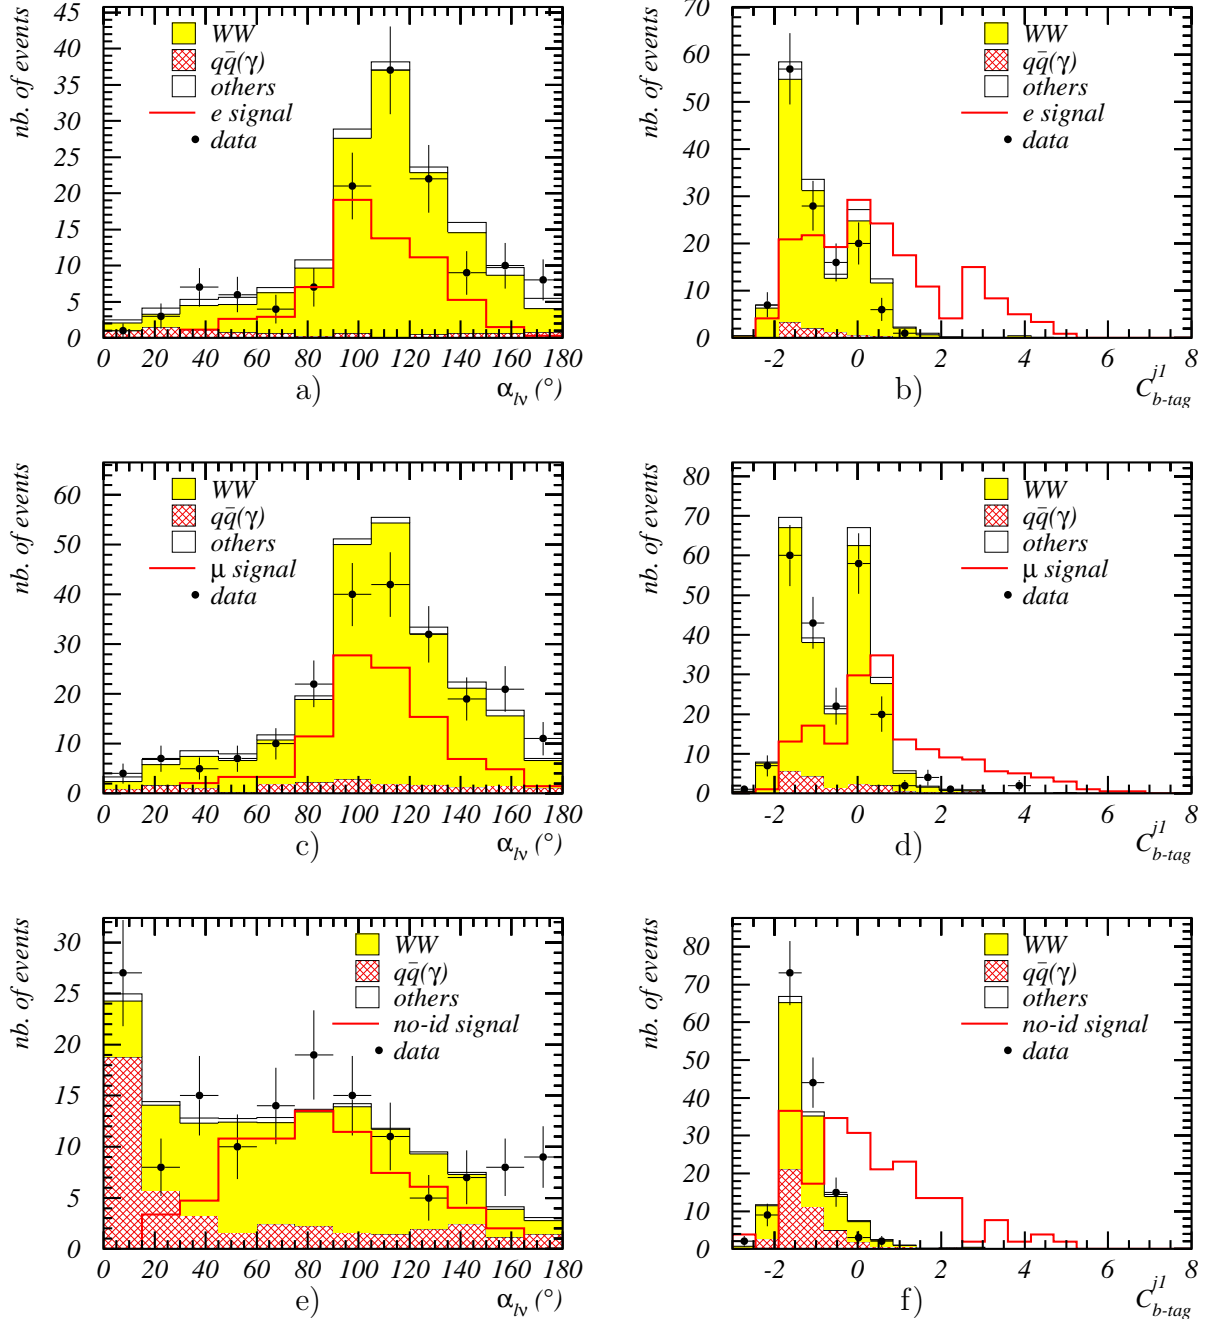 nb. of events
45
40
35
30
25
20
15
10
5
0
WW
qq̄(γ)
others
e signal
data
0 20 40 60 80 100 120 140 160 180
α_lν (°)
a)
nb. of events
70
60
50
40
30
20
10
0
WW
qq̄(γ)
others
e signal
data
-2 0 2 4 6 8
C^j1_b-tag
b)
nb. of events
60
50
40
30
20
10
0
WW
qq̄(γ)
others
μ signal
data
0 20 40 60 80 100 120 140 160 180
α_lν (°)
c)
nb. of events
80
70
60
50
40
30
20
10
0
WW
qq̄(γ)
others
μ signal
data
-2 0 2 4 6 8
C^j1_b-tag
d)
nb. of events
30
25
20
15
10
5
0
WW
qq̄(γ)
others
no-id signal
data
0 20 40 60 80 100 120 140 160 180
α_lν (°)
e)
nb. of events
80
70
60
50
40
30
20
10
0
WW
qq̄(γ)
others
no-id signal
data
-2 0 2 4 6 8
C^j1_b-tag
f)